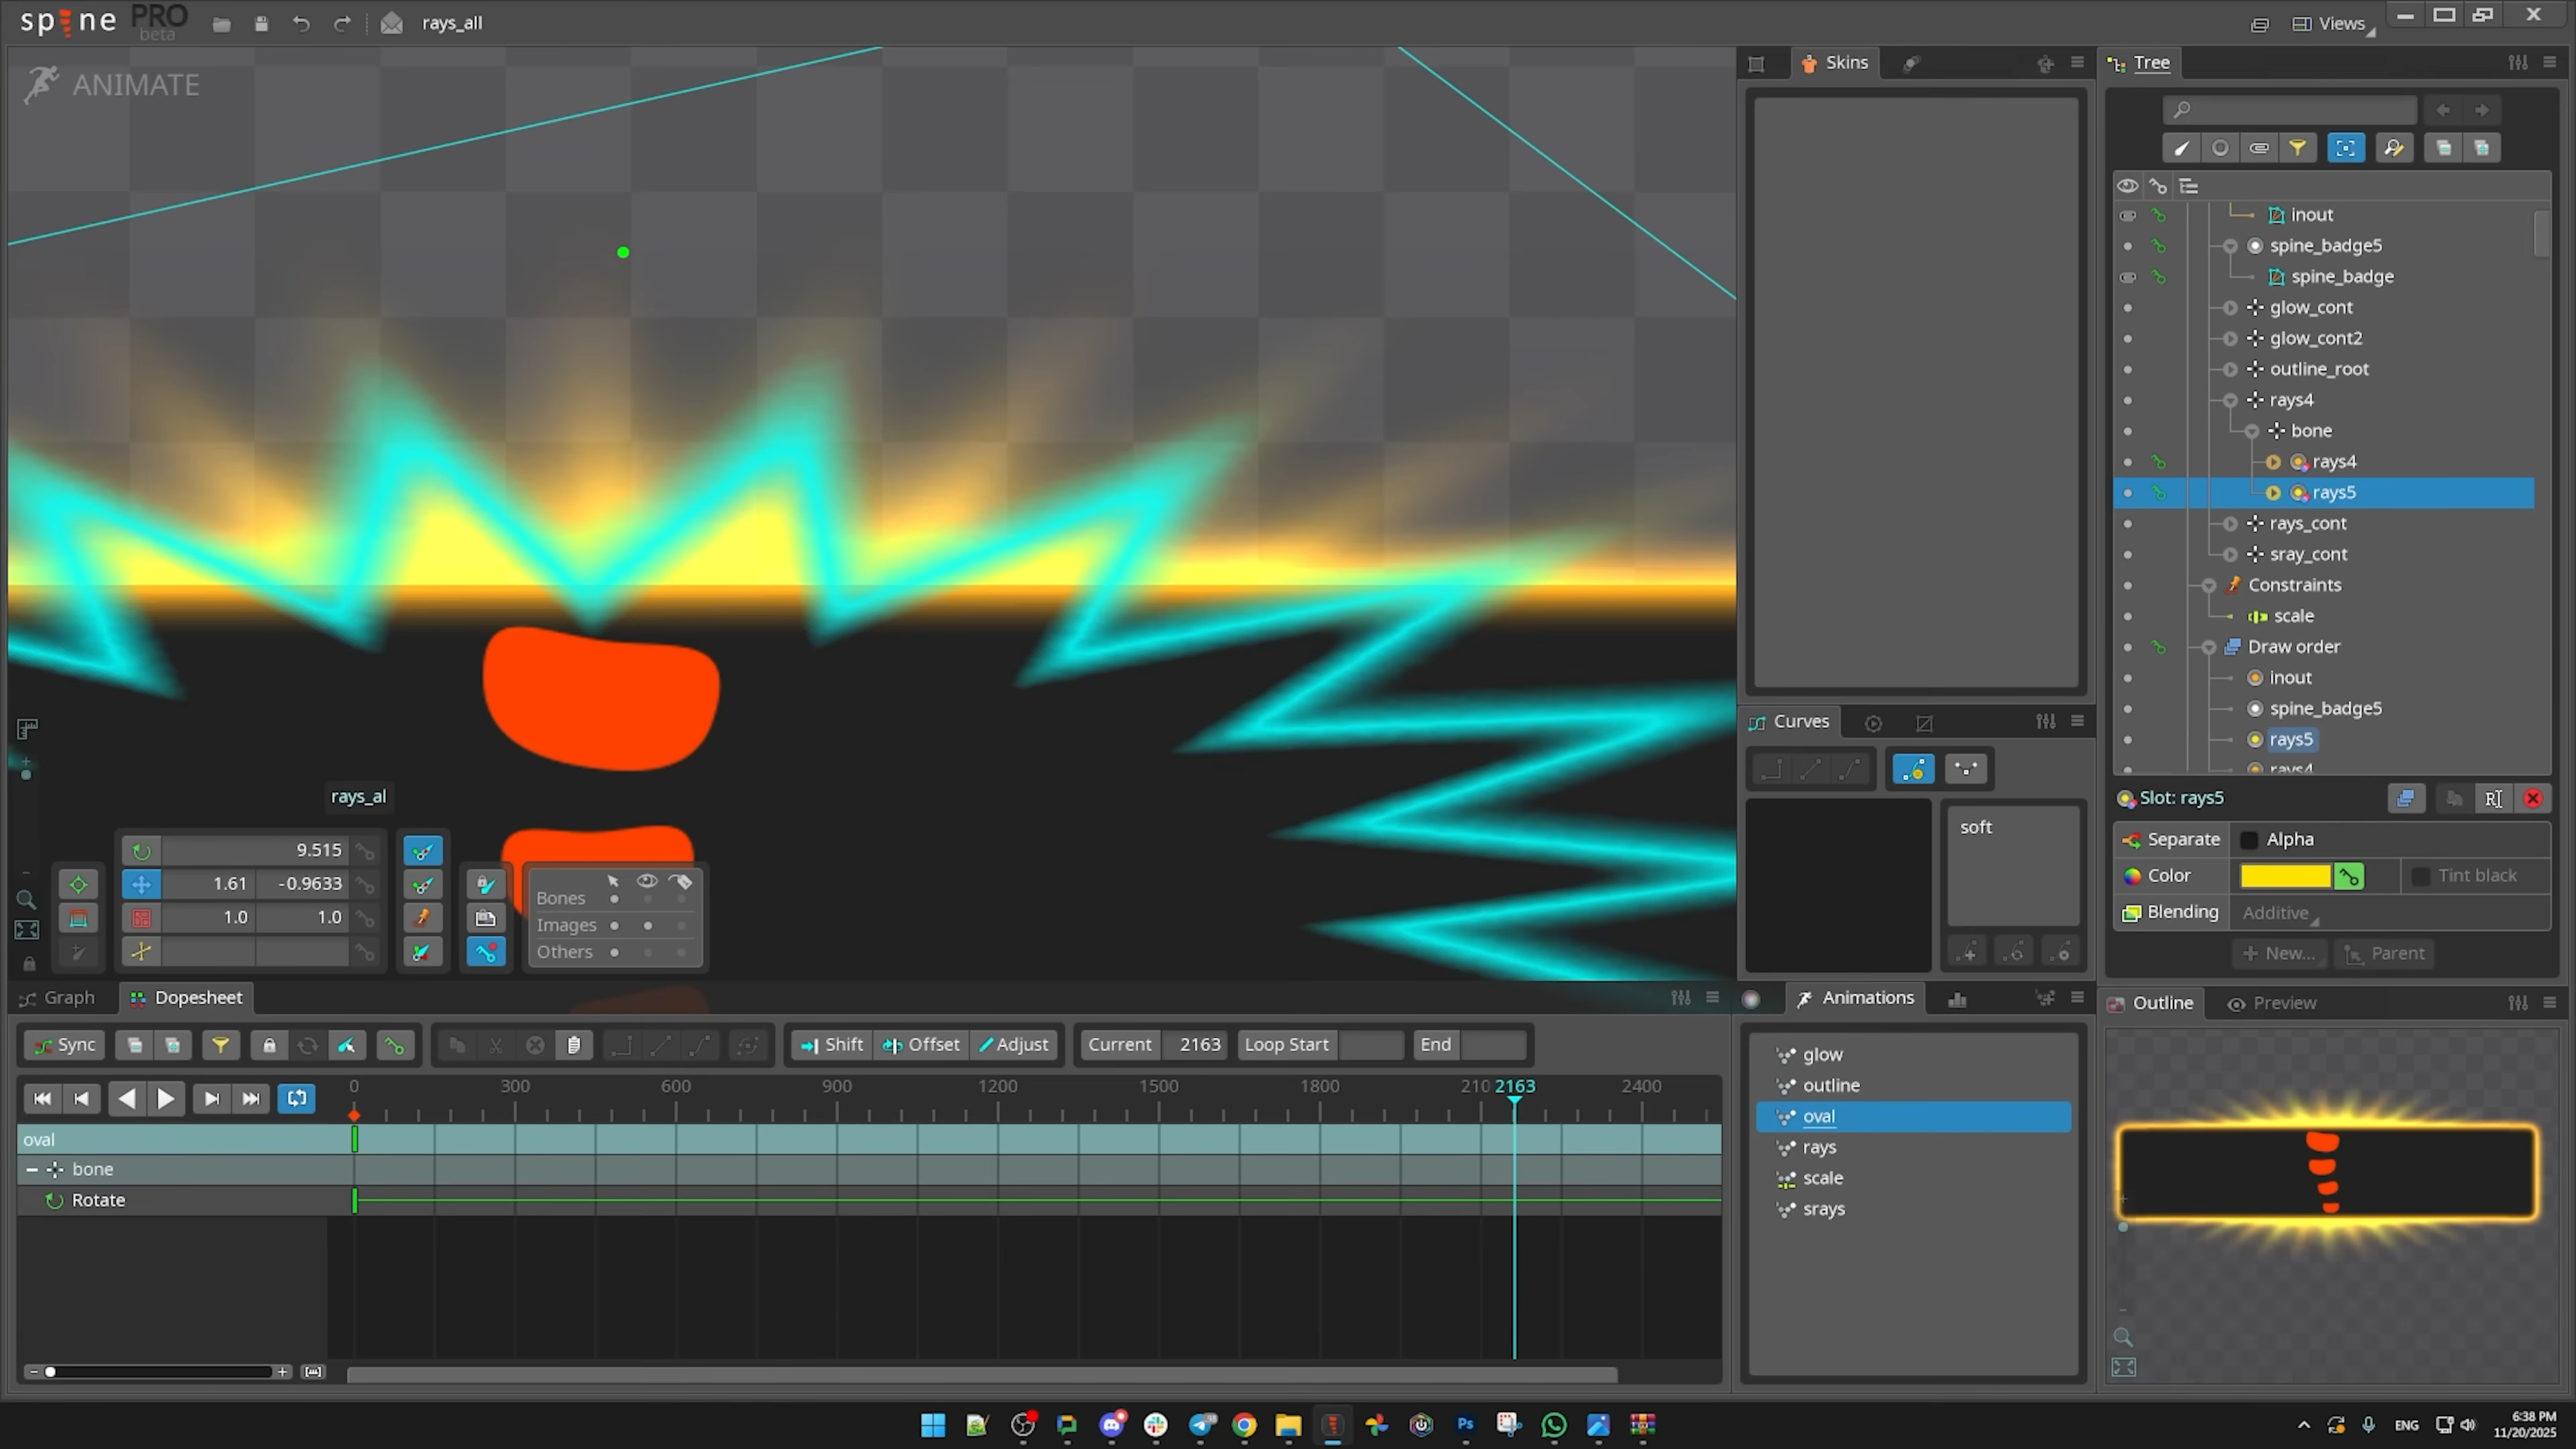 spine PRO
beta
rays_all
Views
ANIMATE
Skins
Tree
inout
spine_badge5
spine_badge
glow_cont
glow_cont2
outline_root
rays4
bone
rays4
rays5
rays_cont
sray_cont
Constraints
scale
Draw order
inout
spine_badge5
rays5
rays4
Slot: rays5
Separate
Alpha
Color
Tint black
Blending
Additive
New...
Parent
Curves
soft
rays_al
9.515
1.61
-0.9633
1.0
1.0
Bones
Images
Others
Graph
Dopesheet
Sync
Shift
Offset
Adjust
Current
2163
Loop Start
End
0
300
600
900
1200
1500
1800
210
2163
2400
oval
bone
Rotate
Animations
glow
outline
oval
rays
scale
srays
Outline
Preview
Ps
ENG
6:38 PM
11/20/2025